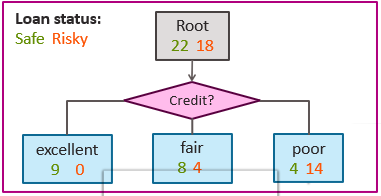 Loan status:
Safe Risky
Root
22 18
Credit?
excellent
9 0
fair
8 4
poor
4 14